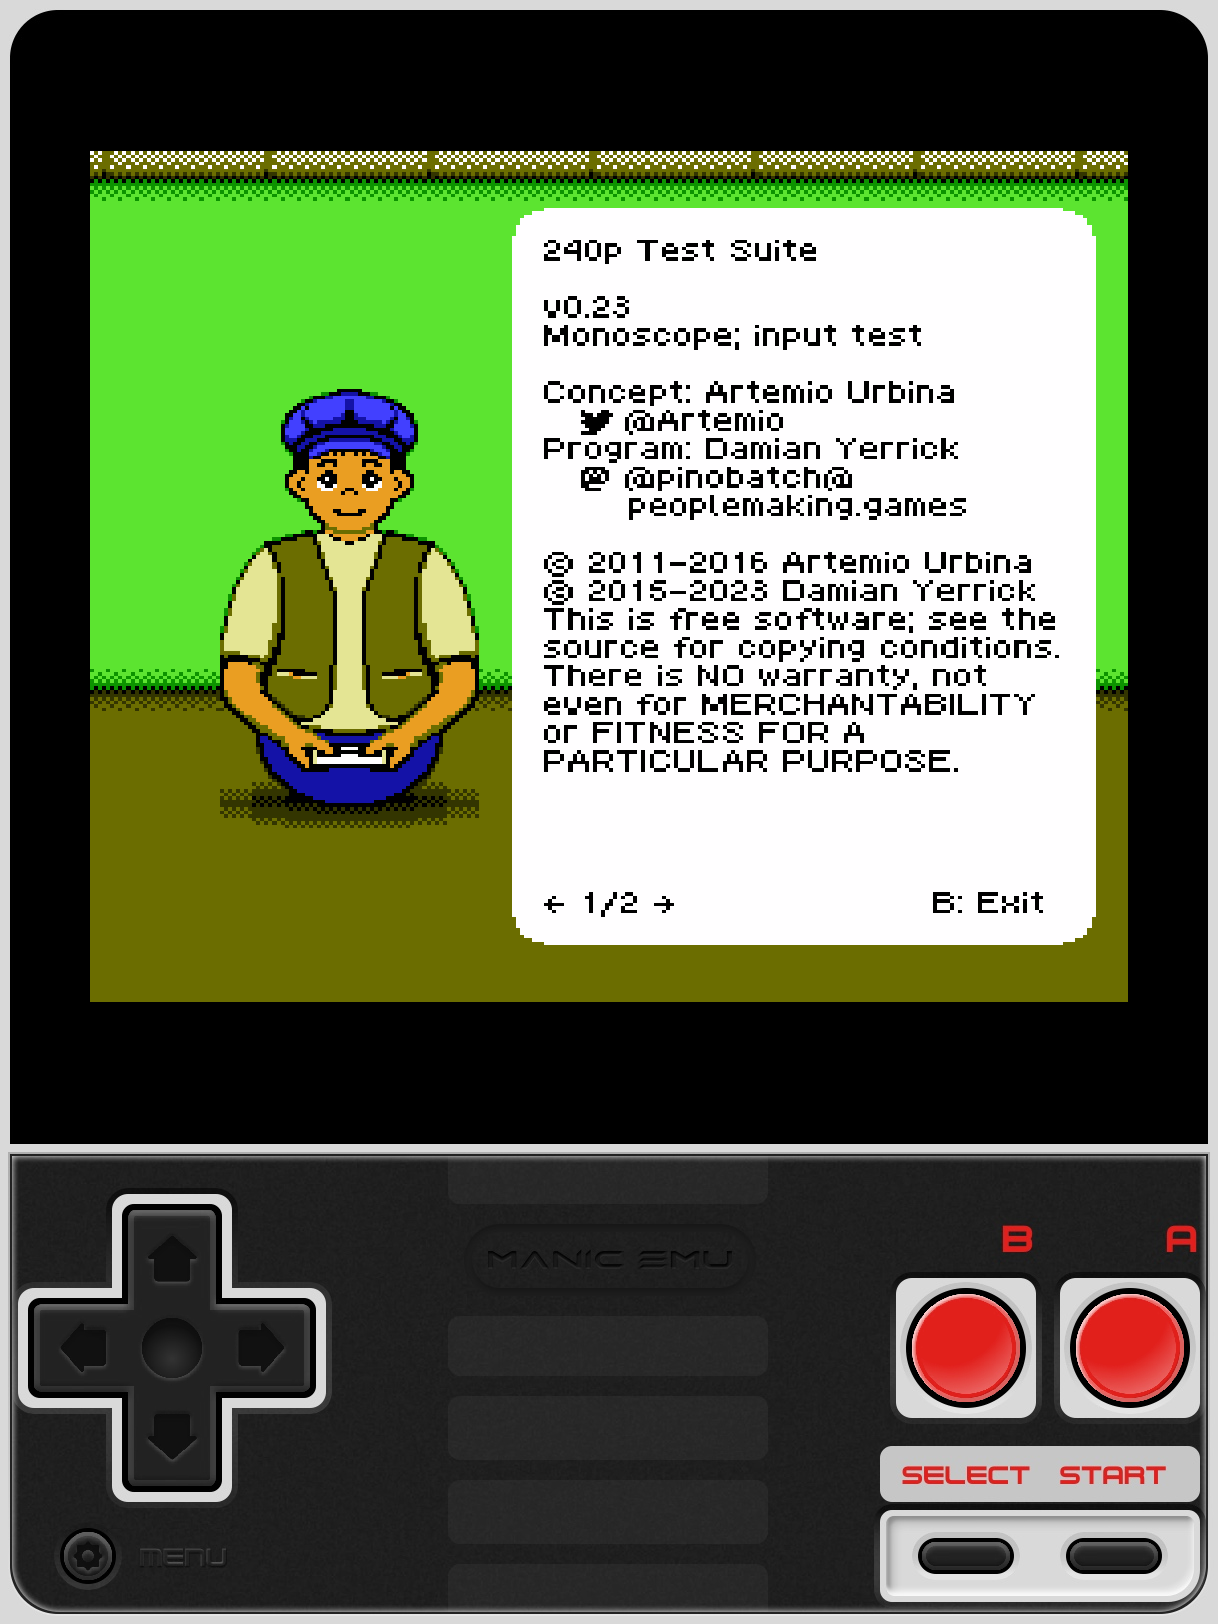 240p Test Suite
v0.23
Monoscope; input test
Concept: Artemio Urbina
@Artemio
Program: Damian Yerrick
@pinobatch@
peoplemaking.games
© 2011-2016 Artemio Urbina
© 2015-2023 Damian Yerrick
This is free software; see the
source for copying conditions.
There is NO warranty, not
even for MERCHANTABILITY
or FITNESS FOR A
PARTICULAR PURPOSE.
← 1/2 → B: Exit
MANIC EMU
B A
SELECT START
MENU